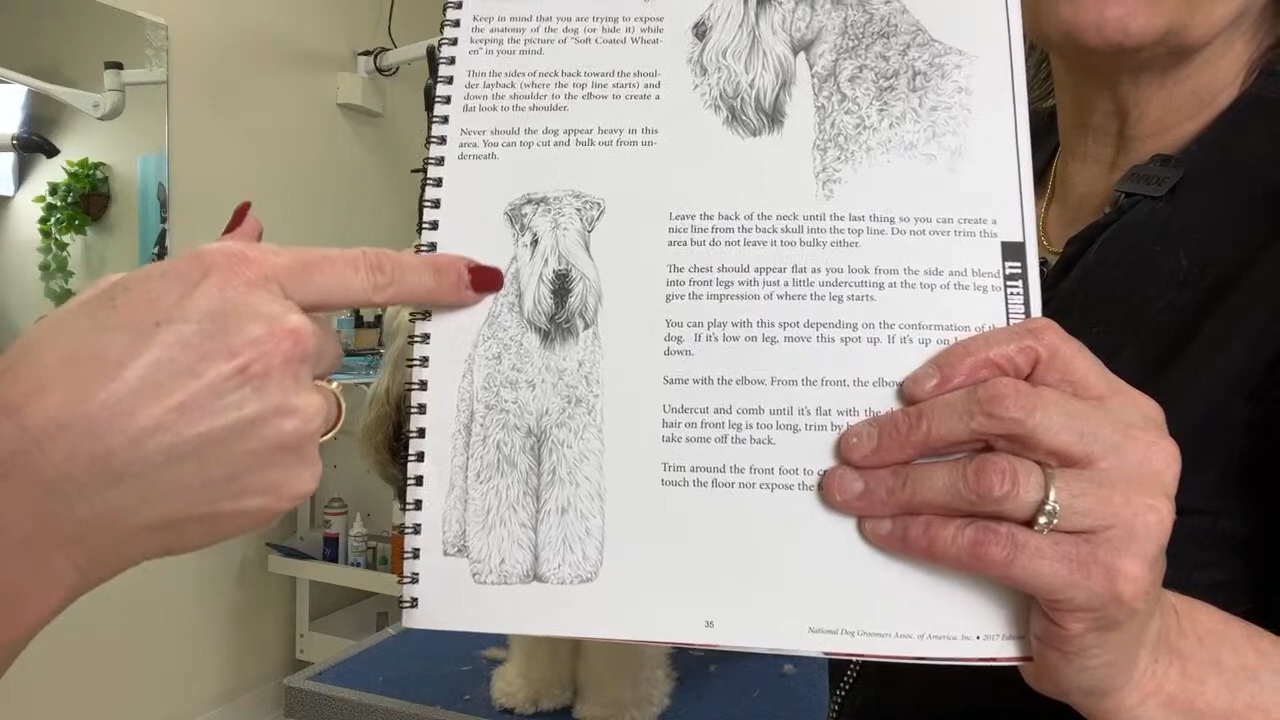 Keep in mind that you are trying to expose
the anatomy of the dog (or hide it) while
keeping the picture of "Soft Coated Wheat-
en" in your mind.
Thin the sides of neck back toward the shoul-
der layback (where the top line starts) and
down the shoulder to the elbow to create a
flat look to the shoulder.
Never should the dog appear heavy in this
area. You can top cut and bulk out from un-
derneath.
Leave the back of the neck until the last thing so you can create a
nice line from the back skull into the top line. Do not over trim this
area but do not leave it too bulky either.
The chest should appear flat as you look from the side and blend
into front legs with just a little undercutting at the top of the leg to
give the impression of where the leg starts.
You can play with this spot depending on the conformation of
dog. If it's low on leg, move this spot up. If it's up on
down.
Same with the elbow. From the front, the elbow
Undercut and comb until it's flat with the
hair on front leg is too long, trim by
take some off the back.
Trim around the front foot to
touch the floor nor expose the
35
National Dog Groomers Assoc. of America. Inc. • 2017 Edition
LL TERRI